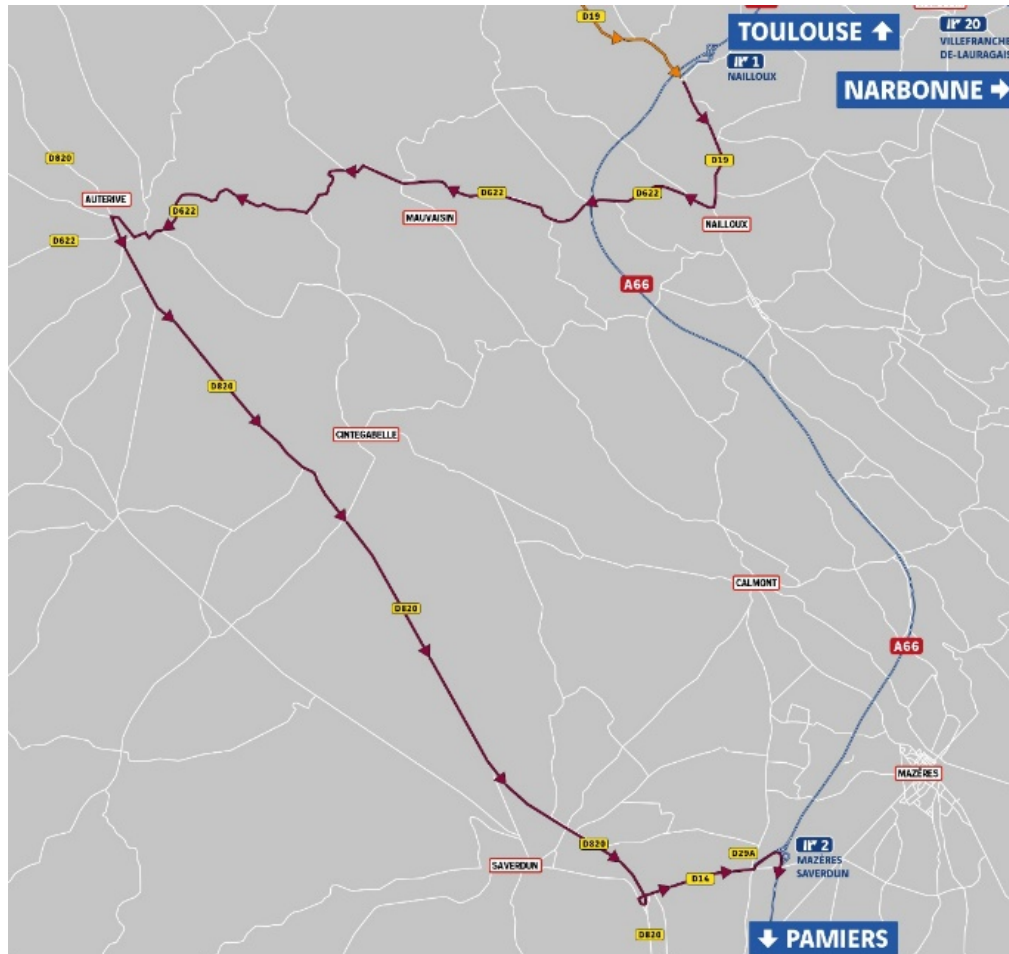 D19
TOULOUSE
1
NAILLOUX
20
VILLEFRANCHE
DE-LAURAGAIS
NARBONNE
D820
D19
AUTERIVE
D622
D622
D622
MAUVAISIN
NAILLOUX
D622
A66
D820
CINTEGABELLE
CALMONT
D820
A66
MAZÈRES
D820
SAVERDUN
D29A
2
MAZÈRES
SAVERDUN
D14
D820
PAMIERS